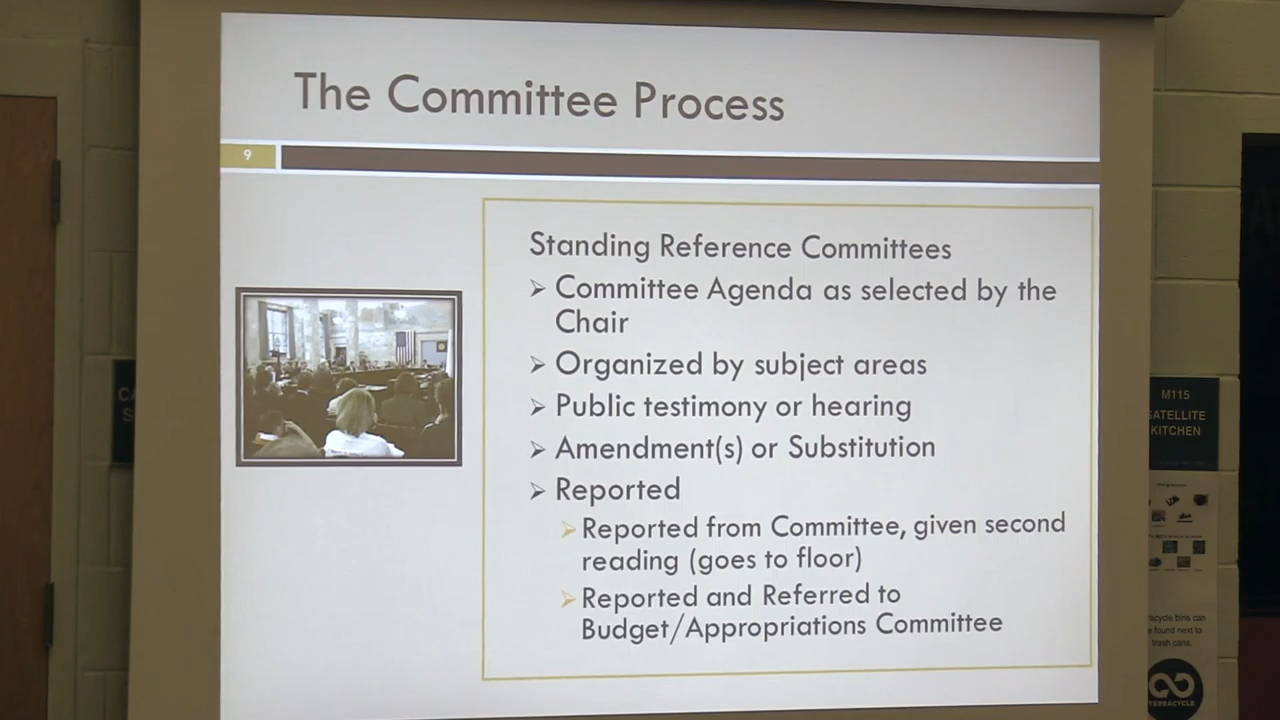 The Committee Process
9
Standing Reference Committees
Committee Agenda as selected by the
Chair
Organized by subject areas
Public testimony or hearing
Amendment(s) or Substitution
Reported
Reported from Committee, given second
reading (goes to floor)
Reported and Referred to
Budget/Appropriations Committee
M115
SATELLITE
KITCHEN
bins can
found next to
trash cans.
TERRACYCLE